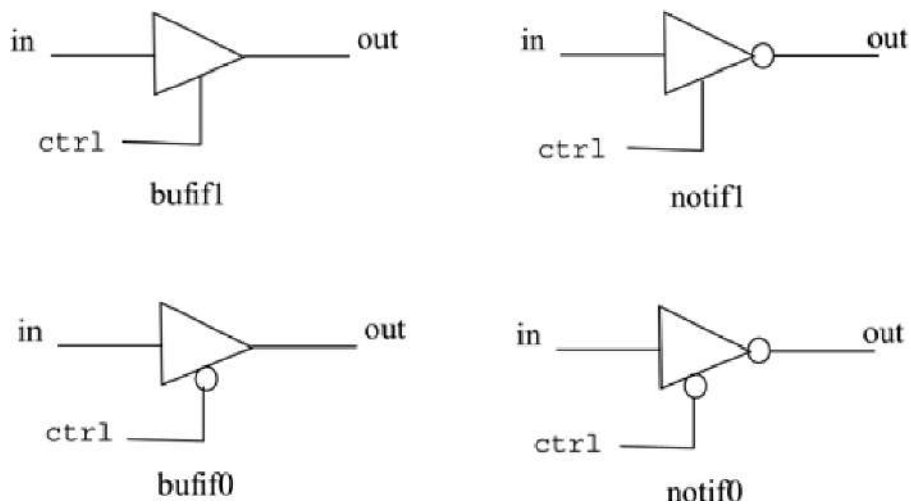 in out
ctrl
bufif1
in out
ctrl
notif1
in out
ctrl
bufif0
in out
ctrl
notif0